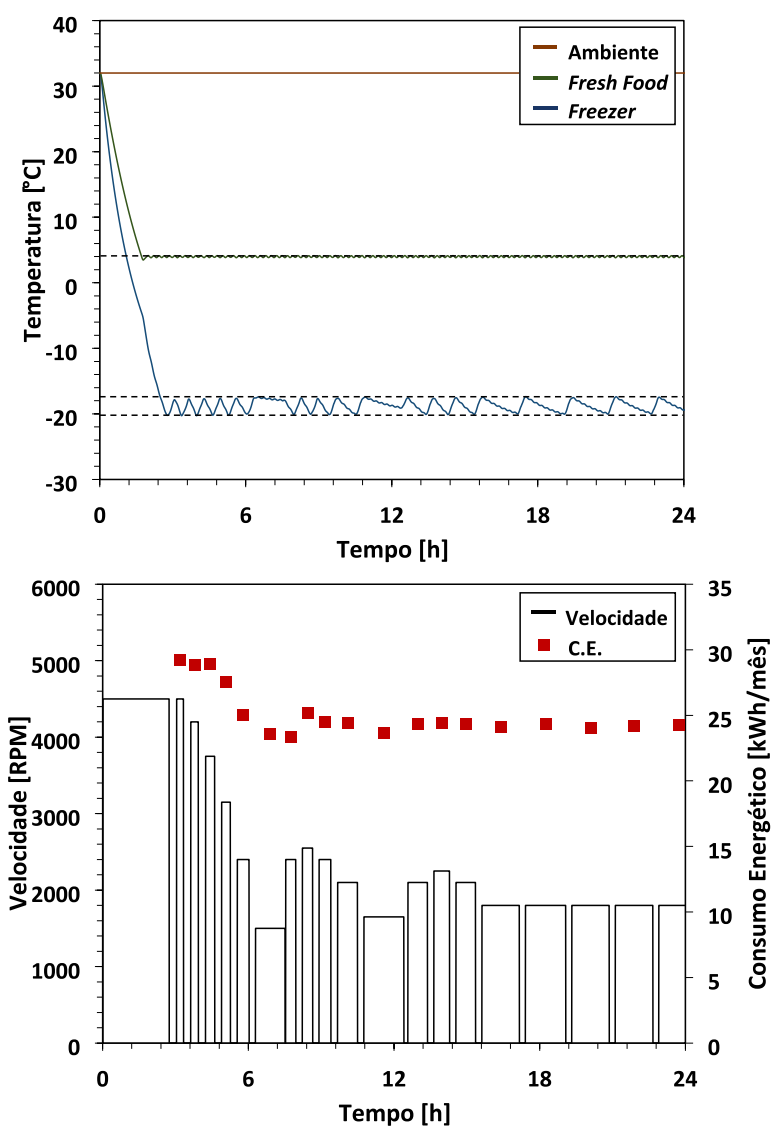 40
30
20
10
0
-10
-20
-30
Temperatura [°C]
Ambiente
Fresh Food
Freezer
0 6 12 18 24
Tempo [h]
6000
5000
4000
3000
2000
1000
0
Velocidade [RPM]
Velocidade
C.E.
35
30
25
20
15
10
5
0
Consumo Energético [kWh/mês]
0 6 12 18 24
Tempo [h]